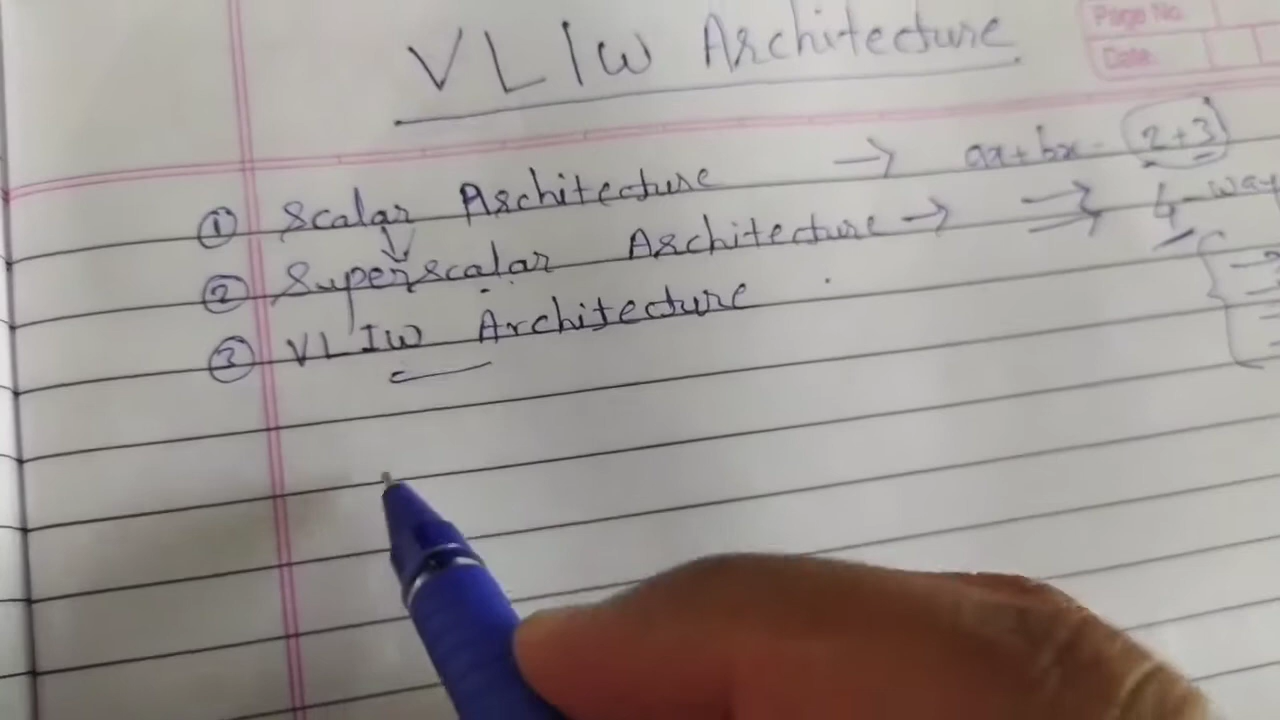 Page No.
Date
VLIW Architecture
① Scalar Architecture → ax+bx- 2+3
② Superscalar Architecture → → 4-way
③ VLIW Architecture